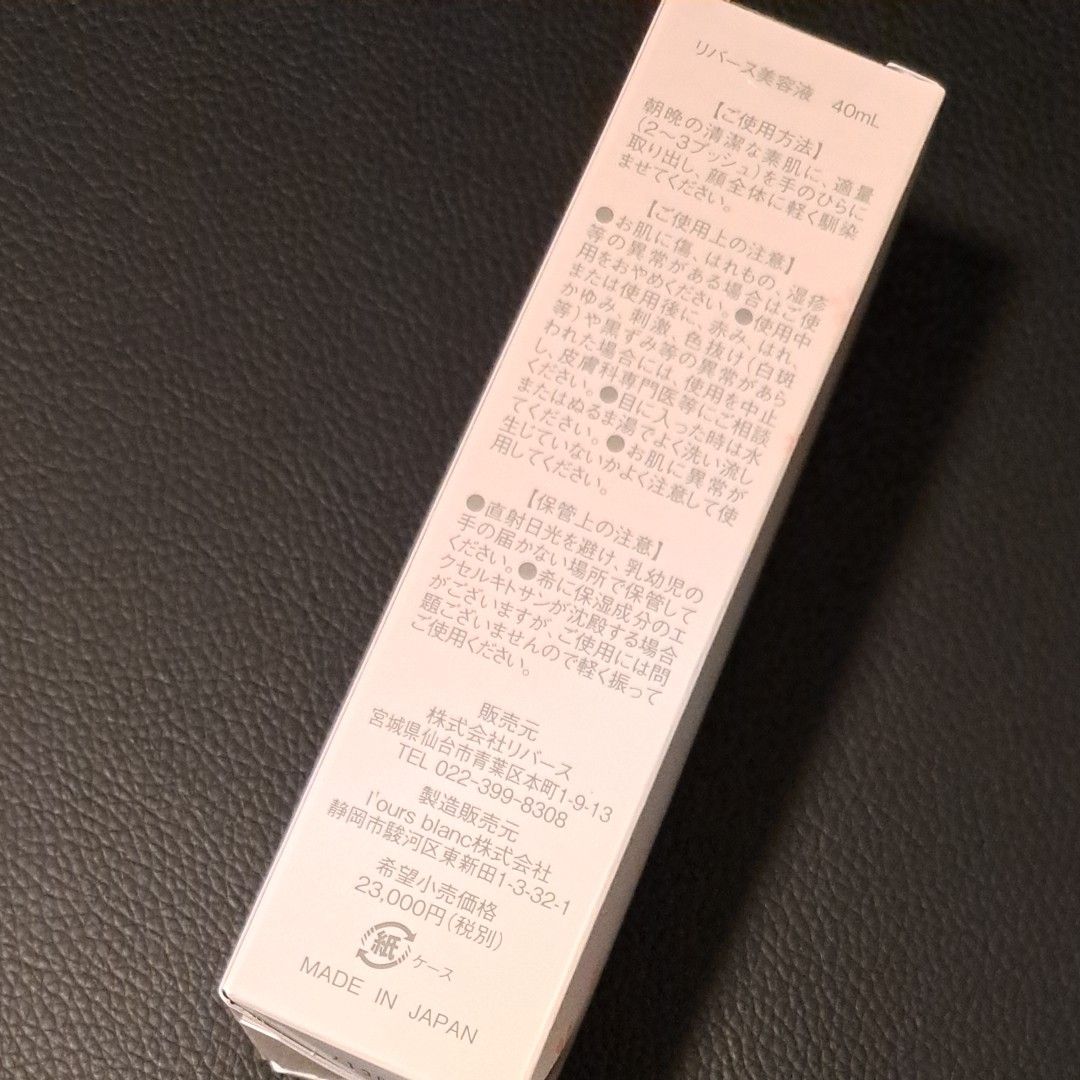 リバース美容液 40mL
【ご使用方法】
朝晩の清潔な素肌に、適量
(2〜3プッシュ)を手のひらに
取り出し、顔全体に軽く馴染
ませてください。
【ご使用上の注意】
●お肌に傷、はれもの、湿疹
等の異常がある場合はご使
用をおやめください。●使用中
または使用後に、赤み、はれ、
かゆみ、刺激、色抜け(白斑
等)や黒ずみ等の異常があら
われた場合には、使用を中止
し、皮膚科専門医等にご相談
ください。●目に入った時は水
またはぬるま湯でよく洗い流し
てください。●お肌に異常が
生じていないかよく注意して使
用してください。
【保管上の注意】
●直射日光を避け、乳幼児の
手の届かない場所で保管して
ください。●希に保湿成分のエ
クセルキトサンが沈殿する場合
がございますが、ご使用には問
題ございませんので軽く振って
ご使用ください。
販売元
株式会社リバース
宮城県仙台市青葉区本町1-9-13
TEL 022-399-8308
製造販売元
l'ours blanc株式会社
静岡市駿河区東新田1-3-32-1
希望小売価格
23,000円(税別)
紙 ケース
MADE IN JAPAN